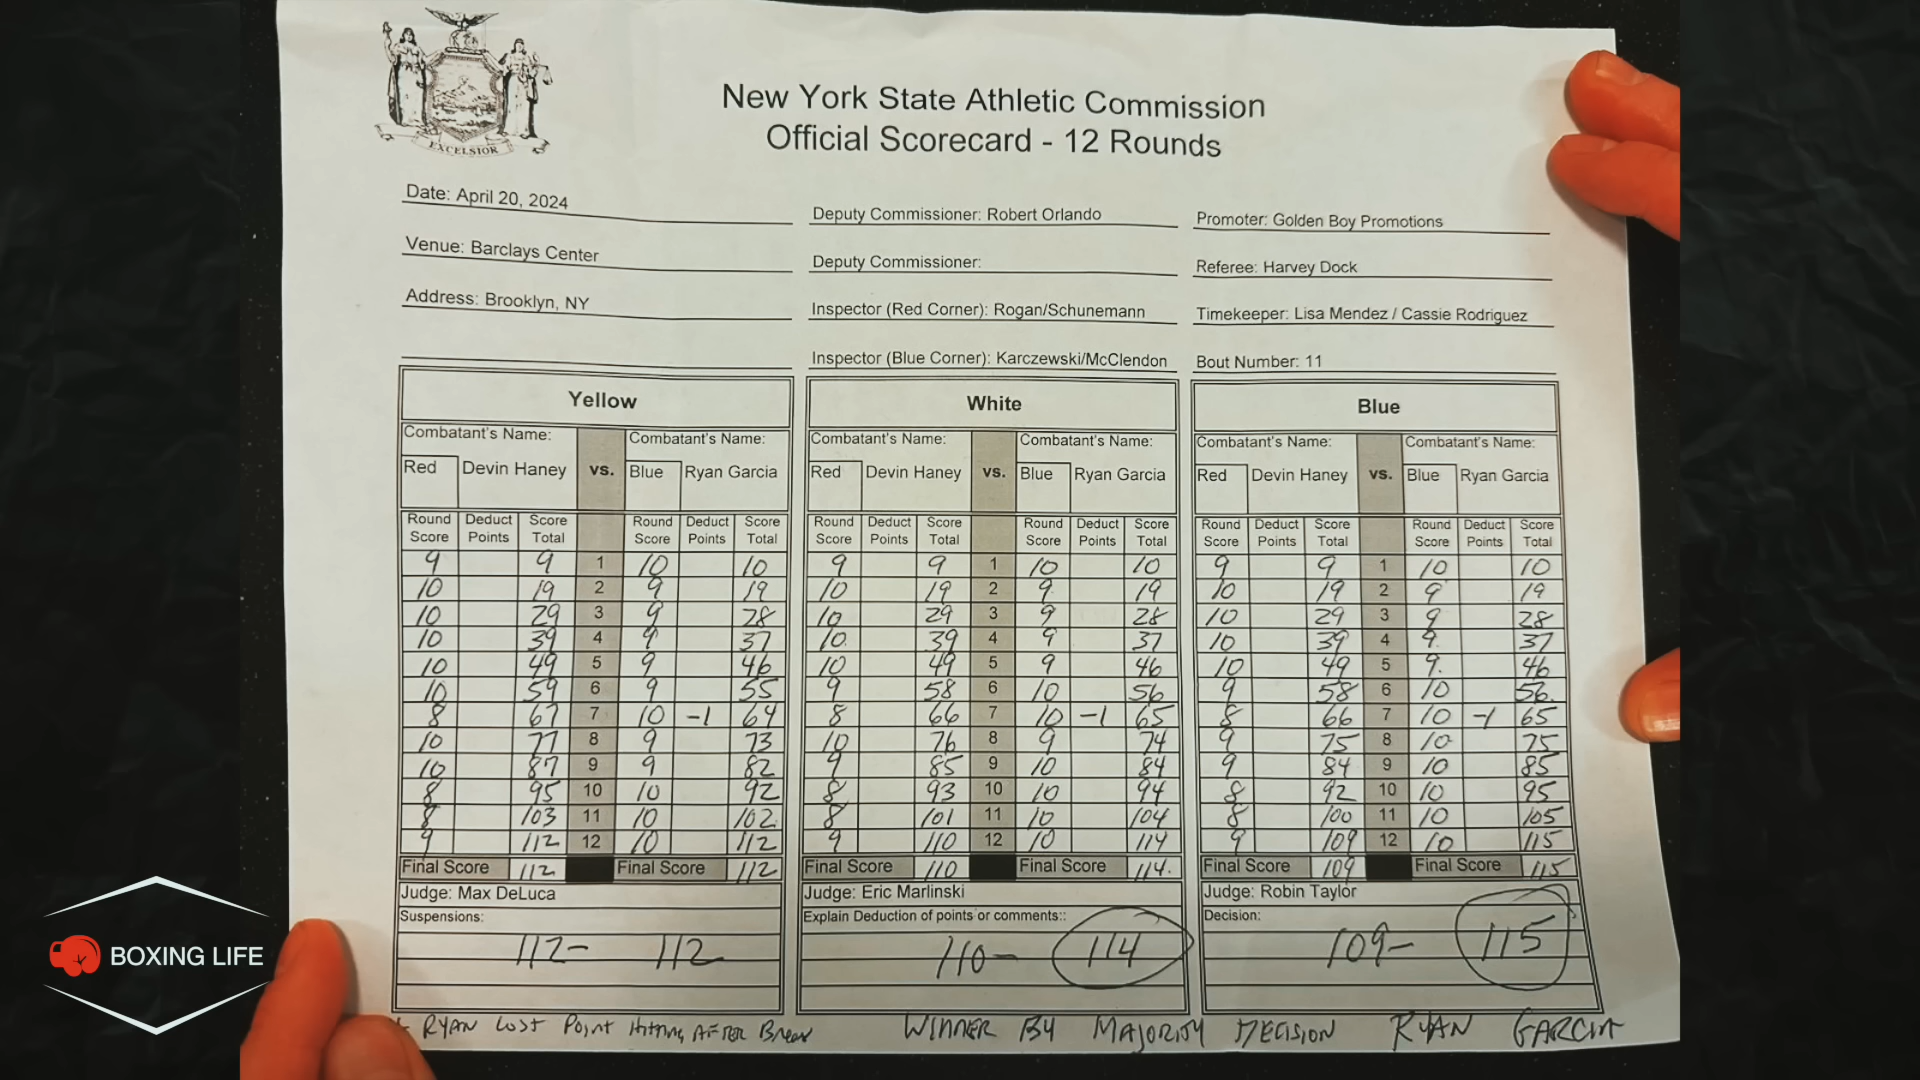 EXCELSIOR
New York State Athletic Commission
Official Scorecard - 12 Rounds
Date: April 20, 2024
Deputy Commissioner: Robert Orlando
Promoter: Golden Boy Promotions
Venue: Barclays Center
Deputy Commissioner:
Referee: Harvey Dock
Address: Brooklyn, NY
Inspector (Red Corner): Rogan/Schunemann
Timekeeper: Lisa Mendez / Cassie Rodriguez
Inspector (Blue Corner): Karczewski/McClendon
Bout Number: 11
Yellow White Blue
Combatant's Name: Combatant's Name: Combatant's Name: Combatant's Name: Combatant's Name: Combatant's Name:
Red Devin Haney vs. Blue Ryan Garcia Red Devin Haney vs. Blue Ryan Garcia Red Devin Haney vs. Blue Ryan Garcia
Round Deduct Score Round Deduct Score Round Deduct Score Round Deduct Score Round Deduct Score Round Deduct Score
Score Points Total Score Points Total Score Points Total Score Points Total Score Points Total Score Points Total
9 9 1 10 10 9 9 1 10 10 9 9 1 10 10
10 19 2 9 19 10 19 2 9 19 10 19 2 9 19
10 29 3 9 28 10 29 3 9 28 10 29 3 9 28
10 39 4 9 37 10 39 4 9 37 10 39 4 9 37
10 49 5 9 46 10 49 5 9 46 10 49 5 9 46
10 59 6 9 55 9 58 6 10 56 9 58 6 10 56
8 67 7 10 -1 64 8 66 7 10 -1 65 8 66 7 10 -1 65
10 77 8 9 73 10 76 8 9 74 9 75 8 10 75
10 87 9 9 82 9 85 9 10 84 9 84 9 10 85
8 95 10 10 92 8 93 10 10 94 8 92 10 10 95
8 103 11 10 102 8 101 11 10 104 8 100 11 10 105
9 112 12 10 112 9 110 12 10 114 9 109 12 10 115
Final Score 112 Final Score 112 Final Score 110 Final Score 114 Final Score 109 Final Score 115
Judge: Max DeLuca Judge: Eric Marlinski Judge: Robin Taylor
Suspensions: Explain Deduction of points or comments:: Decision:
112- 112 110- 114 109- 115
RYAN LOST POINT HITTING AFTER BREAK WINNER BY MAJORITY DECISION RYAN GARCIA
BOXING LIFE